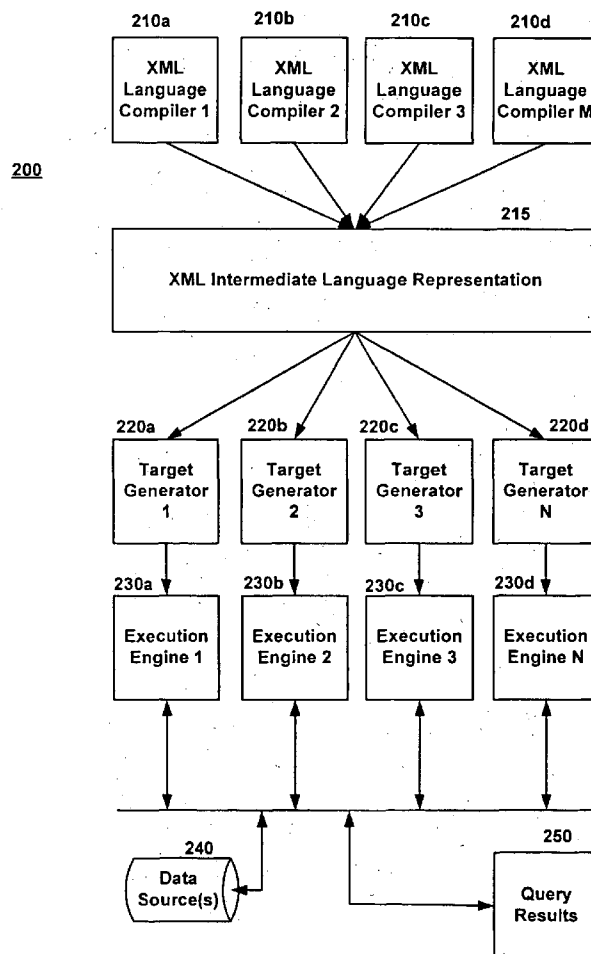 210a 210b 210c 210d
XML XML XML XML
Language Language Language Language
Compiler 1 Compiler 2 Compiler 3 Compiler M
200
215
XML Intermediate Language Representation
220a 220b 220c 220d
Target Target Target Target
Generator Generator Generator Generator
1 2 3 N
230a 230b 230c 230d
Execution Execution Execution Execution
Engine 1 Engine 2 Engine 3 Engine N
240 250
Data
Source(s)
Query
Results